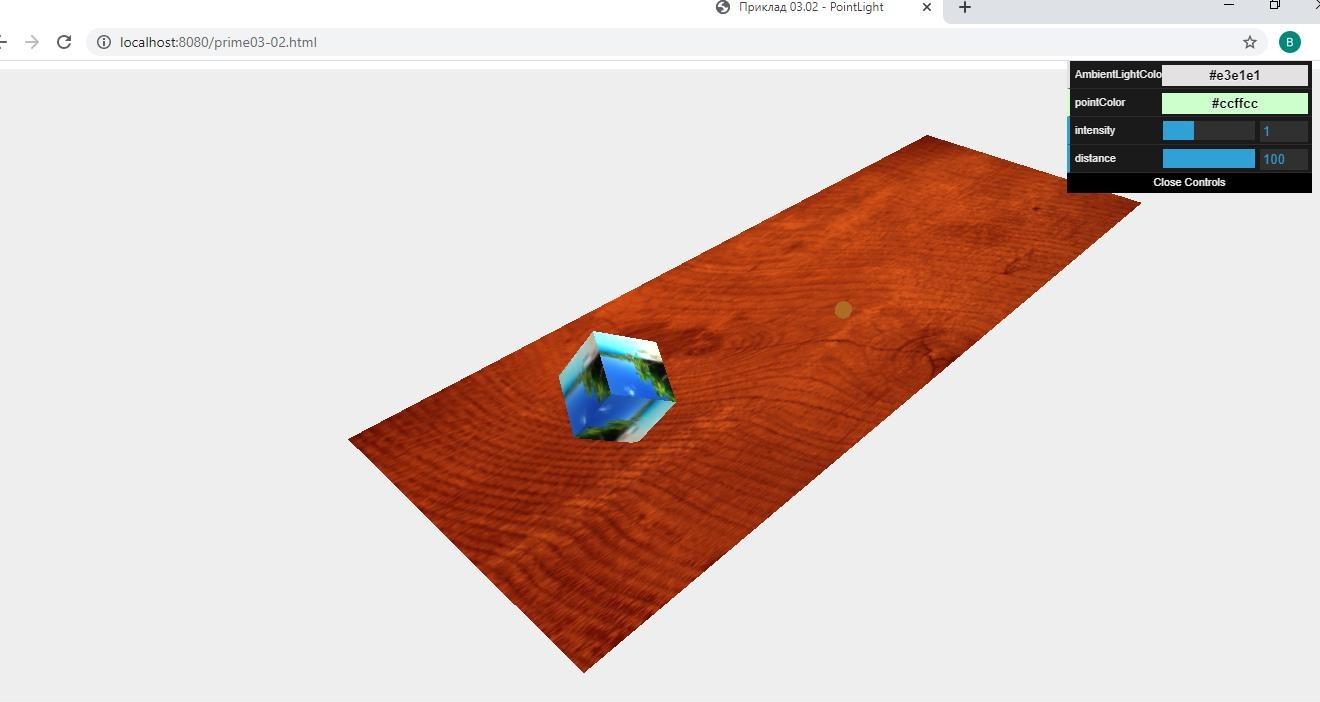 Приклад 03.02 - PointLight
localhost:8080/prime03-02.html
B
AmbientLightColo #e3e1e1
pointColor #ccffcc
intensity 1
distance 100
Close Controls